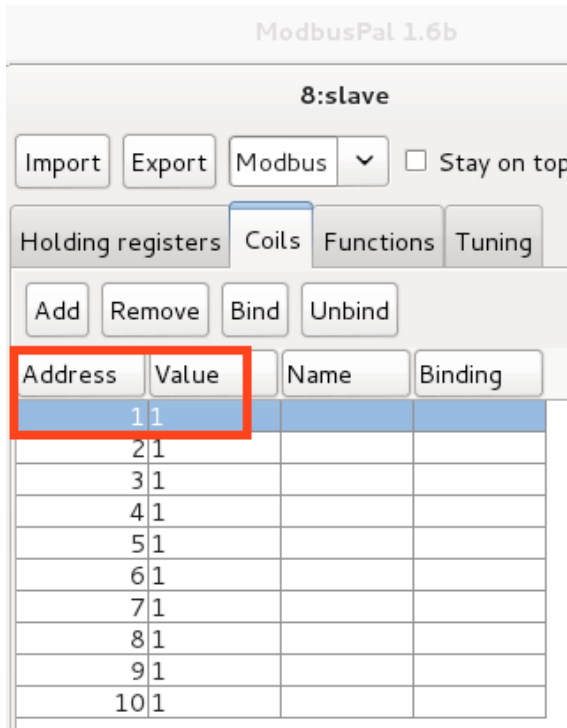 ModbusPal 1.6b
8:slave
Import Export Modbus Stay on top
Holding registers Coils Functions Tuning
Add Remove Bind Unbind
Address Value Name Binding
1 1
2 1
3 1
4 1
5 1
6 1
7 1
8 1
9 1
10 1